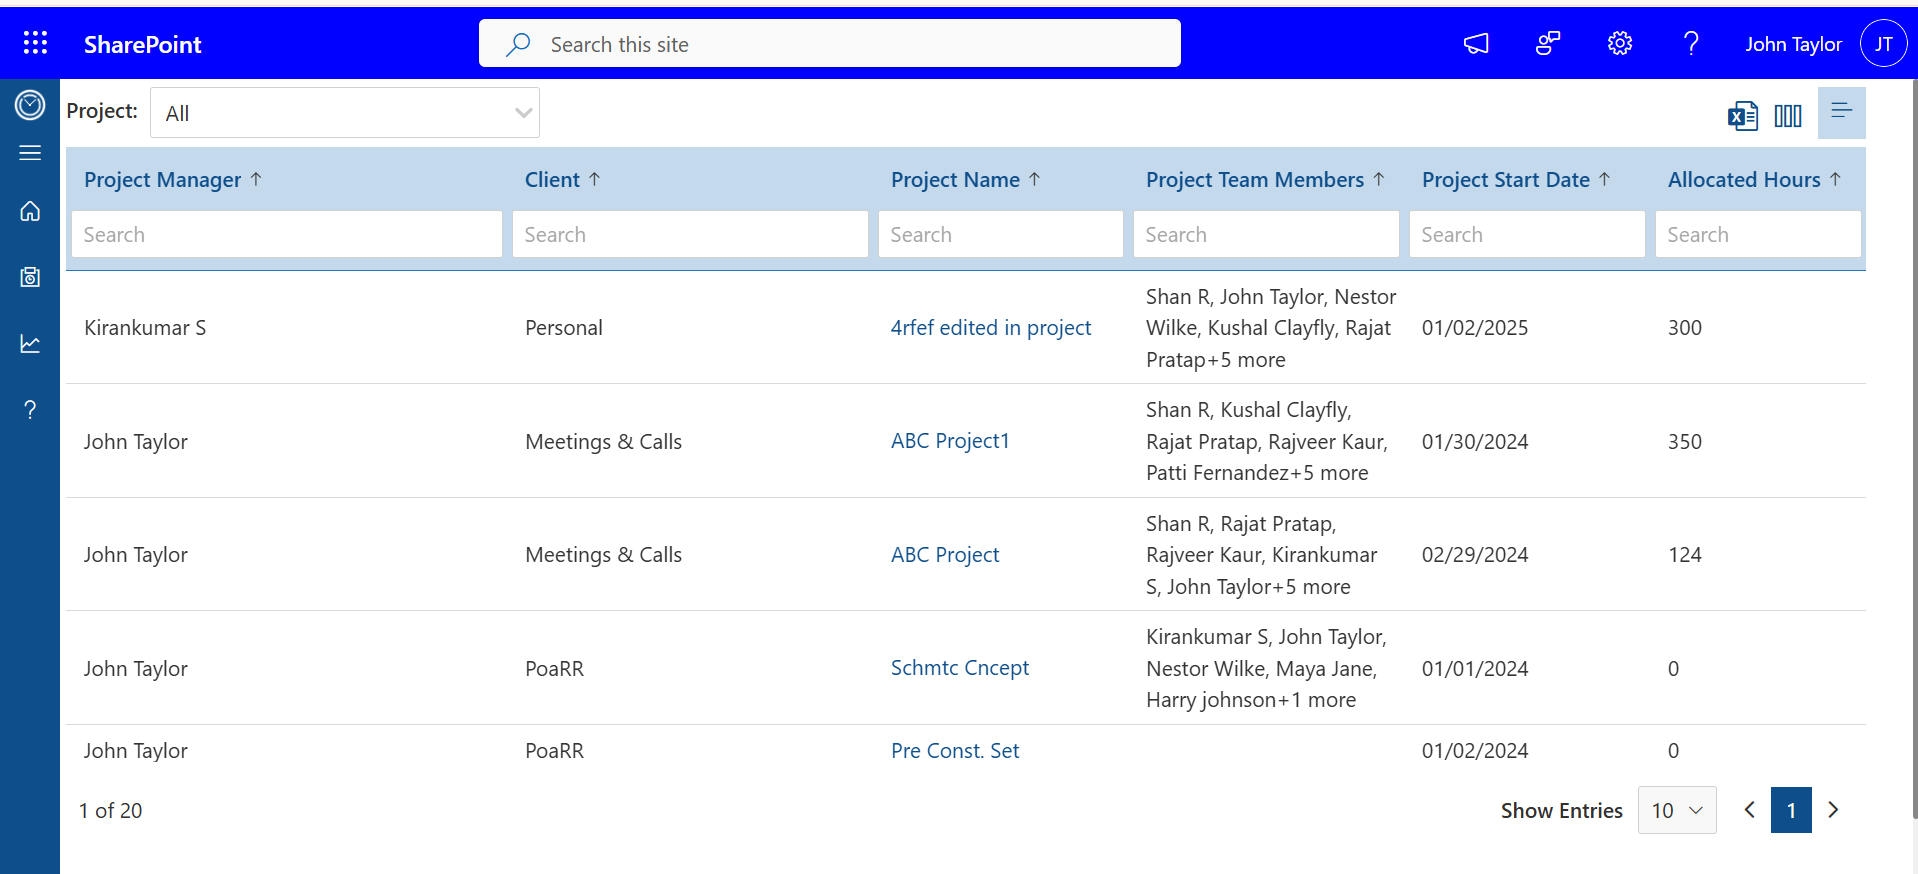 SharePoint
Search this site
John Taylor
JT
Project:
All
Project Manager ↑ Client ↑ Project Name ↑ Project Team Members ↑ Project Start Date ↑ Allocated Hours ↑
Search Search Search Search Search Search
Shan R, John Taylor, Nestor
Kirankumar S Personal 4rfef edited in project Wilke, Kushal Clayfly, Rajat 01/02/2025 300
Pratap+5 more
Shan R, Kushal Clayfly,
John Taylor Meetings & Calls ABC Project1 Rajat Pratap, Rajveer Kaur, 01/30/2024 350
Patti Fernandez+5 more
Shan R, Rajat Pratap,
John Taylor Meetings & Calls ABC Project Rajveer Kaur, Kirankumar 02/29/2024 124
S, John Taylor+5 more
Kirankumar S, John Taylor,
John Taylor PoaRR Schmtc Cncept Nestor Wilke, Maya Jane, 01/01/2024 0
Harry johnson+1 more
John Taylor PoaRR Pre Const. Set 01/02/2024 0
1 of 20
Show Entries 10 1